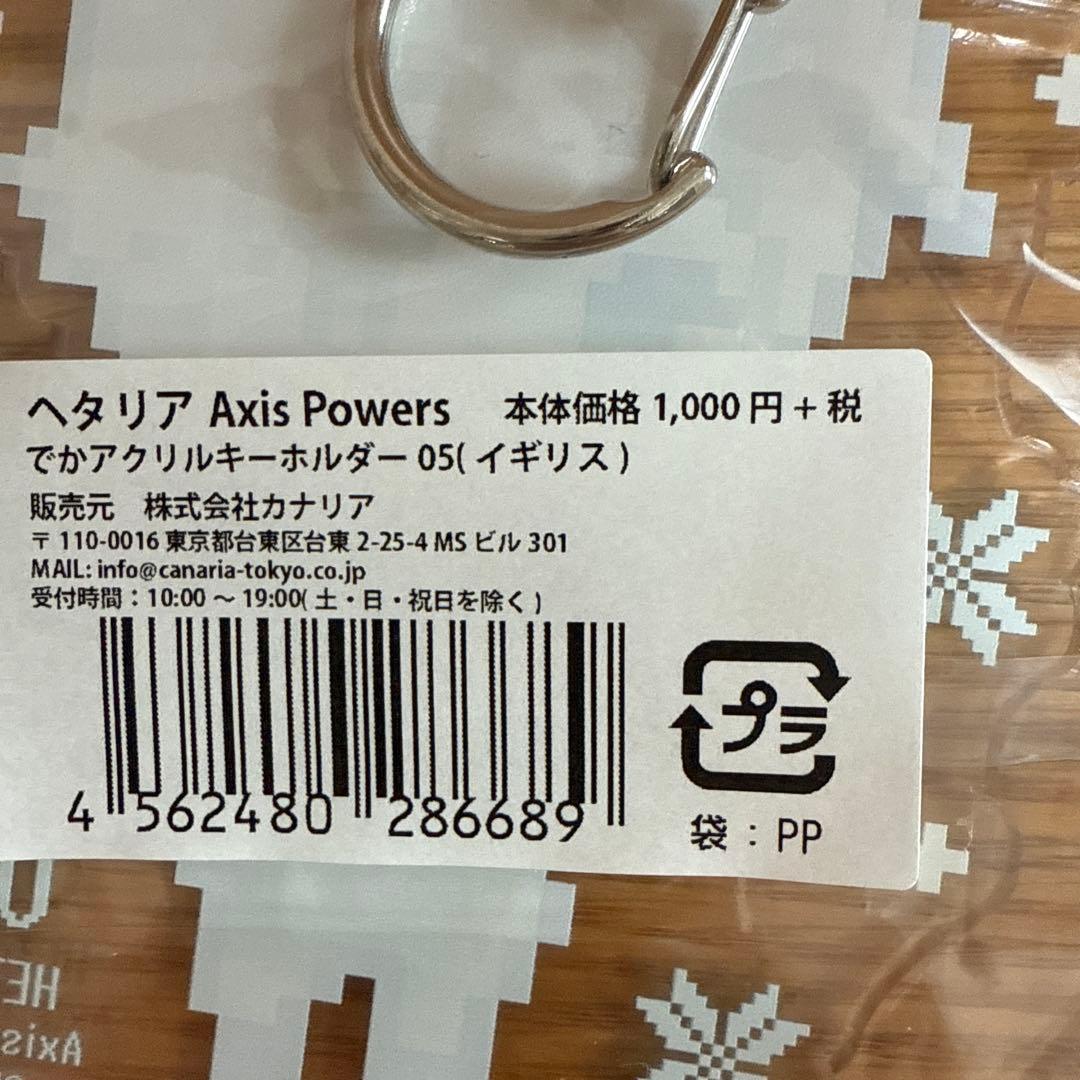 ヘタリア Axis Powers 本体価格 1,000 円 + 税
でかアクリルキーホルダー 05( イギリス )
販売元 株式会社カナリア
〒 110-0016 東京都台東区台東 2-25-4 MS ビル 301
MAIL: info@canaria-tokyo.co.jp
受付時間：10:00 ～ 19:00( 土・日・祝日を除く )
4 562480 286689
プラ
袋 : PP
HE
Axis